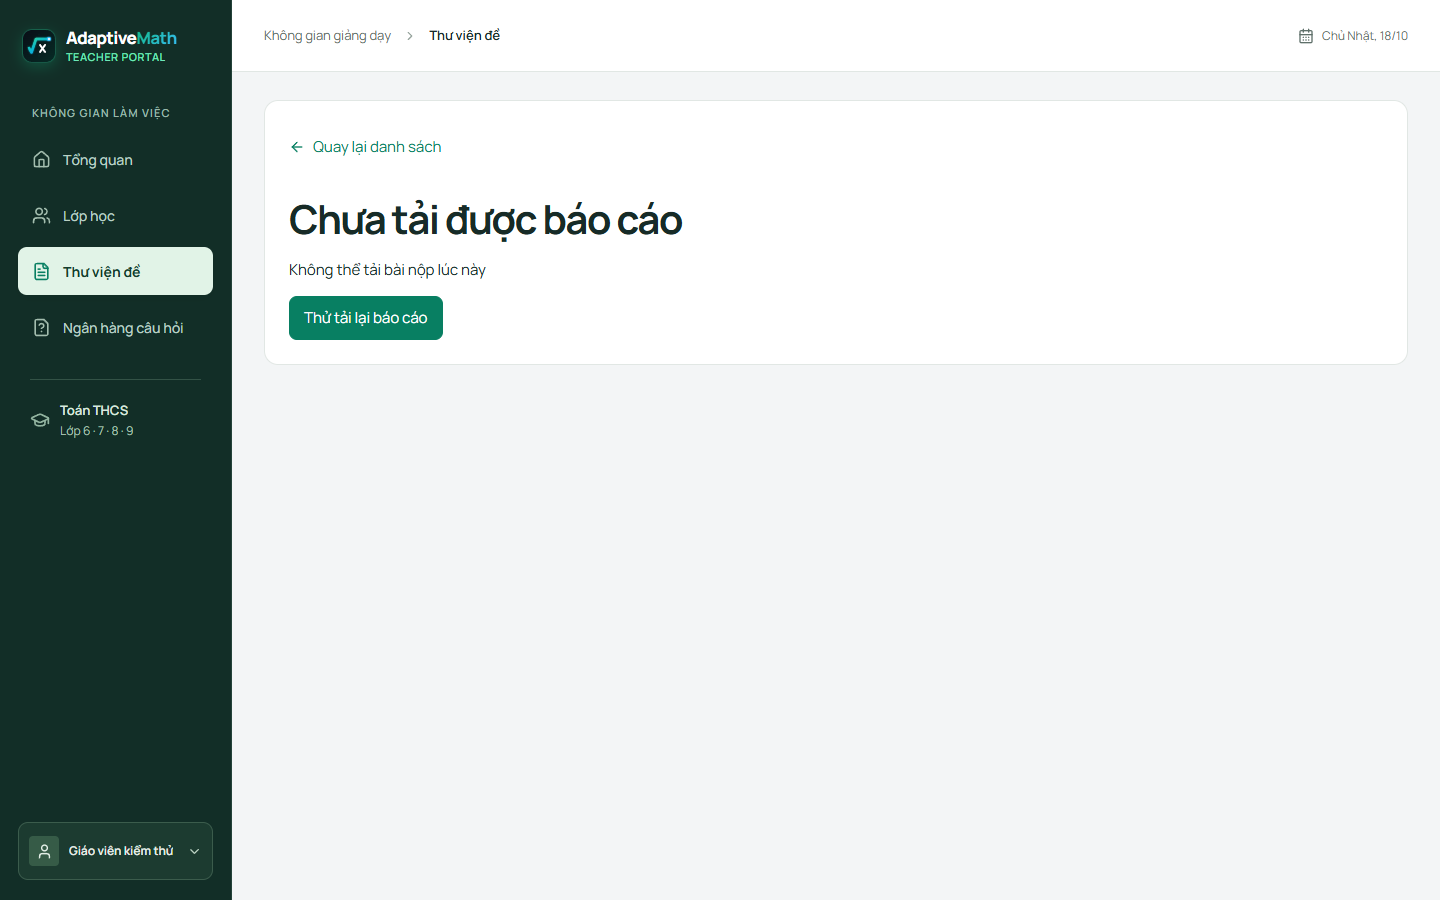 AdaptiveMath
TEACHER PORTAL
KHÔNG GIAN LÀM VIỆC
Tổng quan
Lớp học
Thư viện đề
Ngân hàng câu hỏi
Toán THCS
Lớp 6 · 7 · 8 · 9
Giáo viên kiểm thử
Không gian giảng dạy > Thư viện đề
Chủ Nhật, 18/10
← Quay lại danh sách
Chưa tải được báo cáo
Không thể tải bài nộp lúc này
Thử tải lại báo cáo